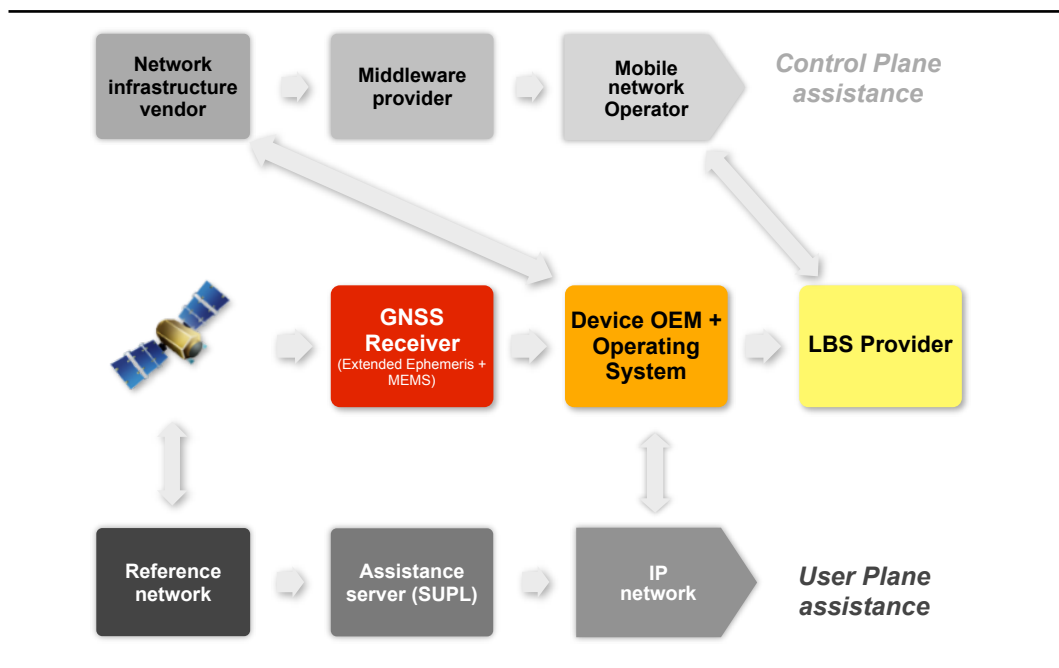 Network
infrastructure
vendor
Middleware
provider
Mobile
network
Operator
Control Plane
assistance
GNSS
Receiver
(Extended Ephemeris +
MEMS)
Device OEM +
Operating
System
LBS Provider
Reference
network
Assistance
server (SUPL)
IP
network
User Plane
assistance